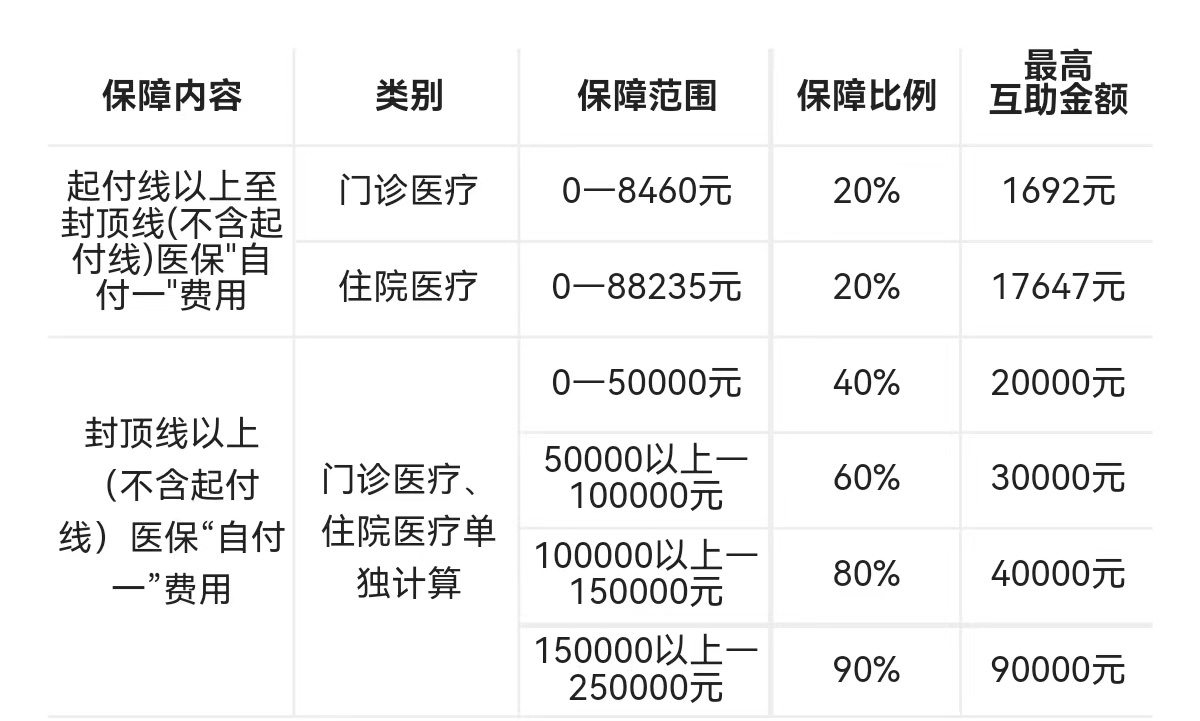 保障内容
类别
保障范围
保障比例
最高
互助金额
起付线以上至
封顶线(不含起
付线)医保"自
付一"费用
门诊医疗
0一8460元
20%
1692元
住院医疗
0一88235元
20%
17647元
封顶线以上
（不含起付
线）医保“自付
一”费用
门诊医疗、
住院医疗单
独计算
0一50000元
40%
20000元
50000以上一
100000元
60%
30000元
100000以上一
150000元
80%
40000元
150000以上一
250000元
90%
90000元